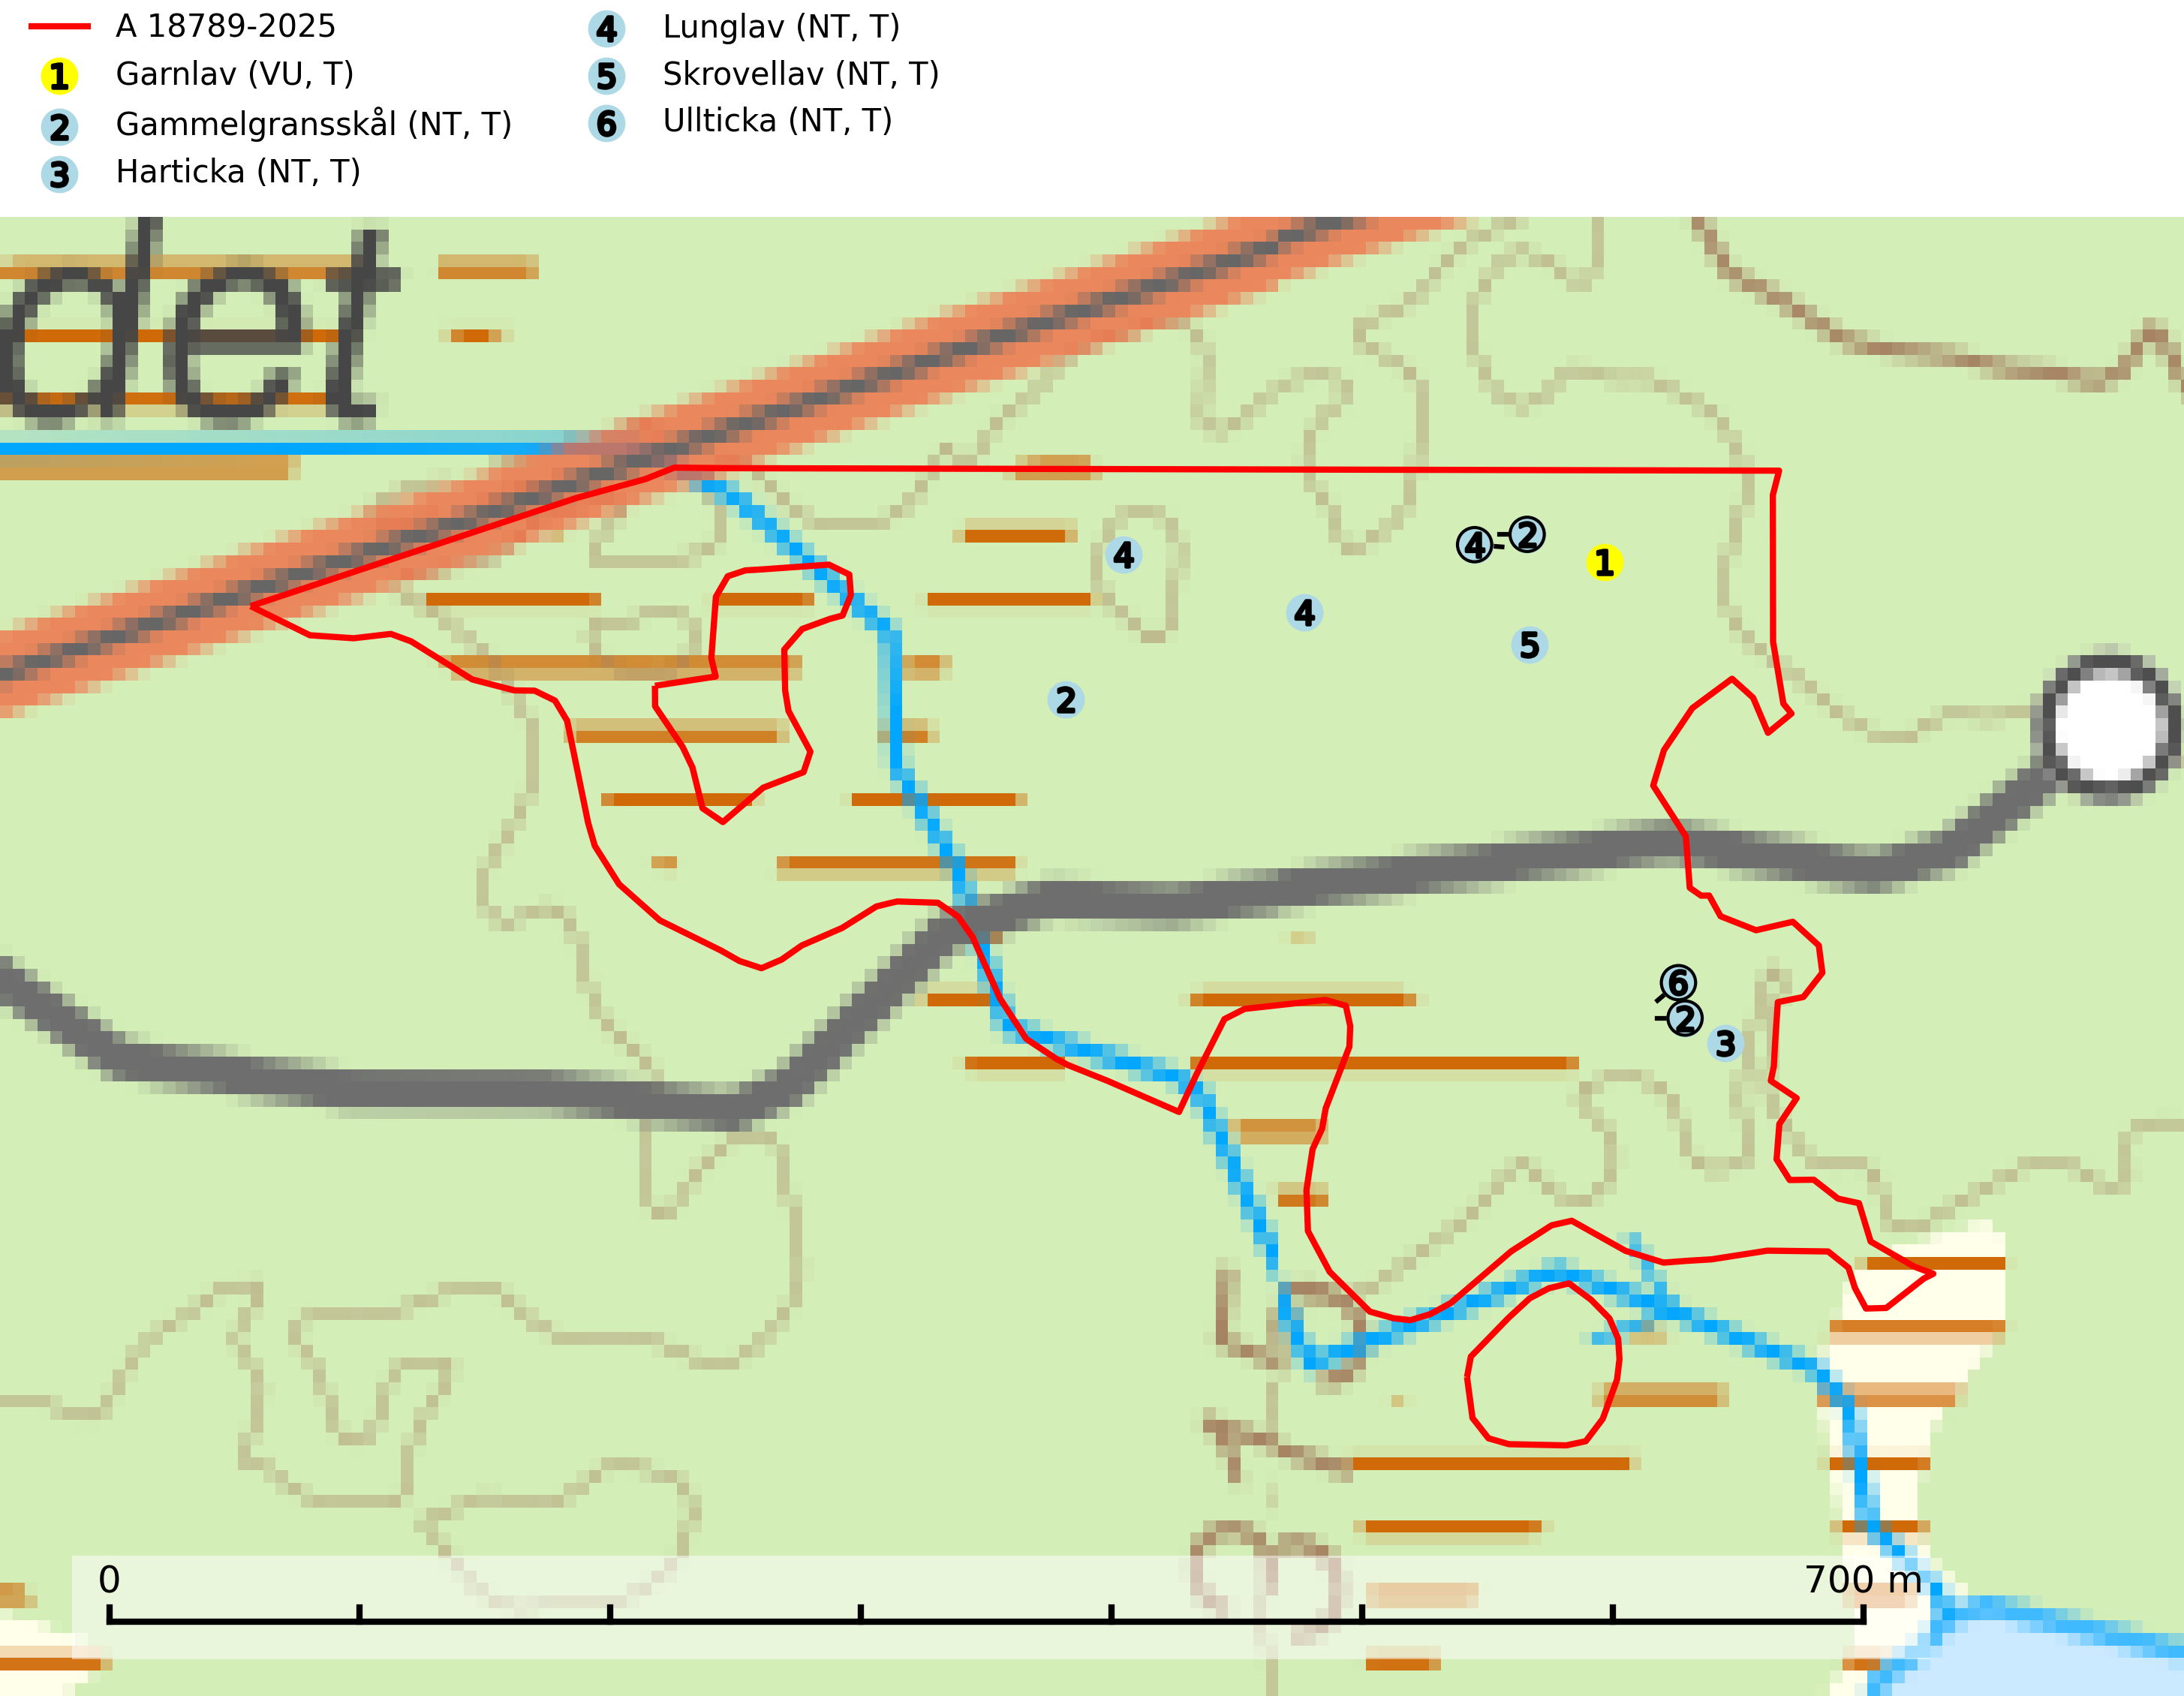 A 18789-2025
1 Garnlav (VU, T)
2 Gammelgransskål (NT, T)
3 Harticka (NT, T)
4 Lunglav (NT, T)
5 Skrovellav (NT, T)
6 Ullticka (NT, T)
det
4 2
1
4
4
5
2
6
2
3
0 700 m